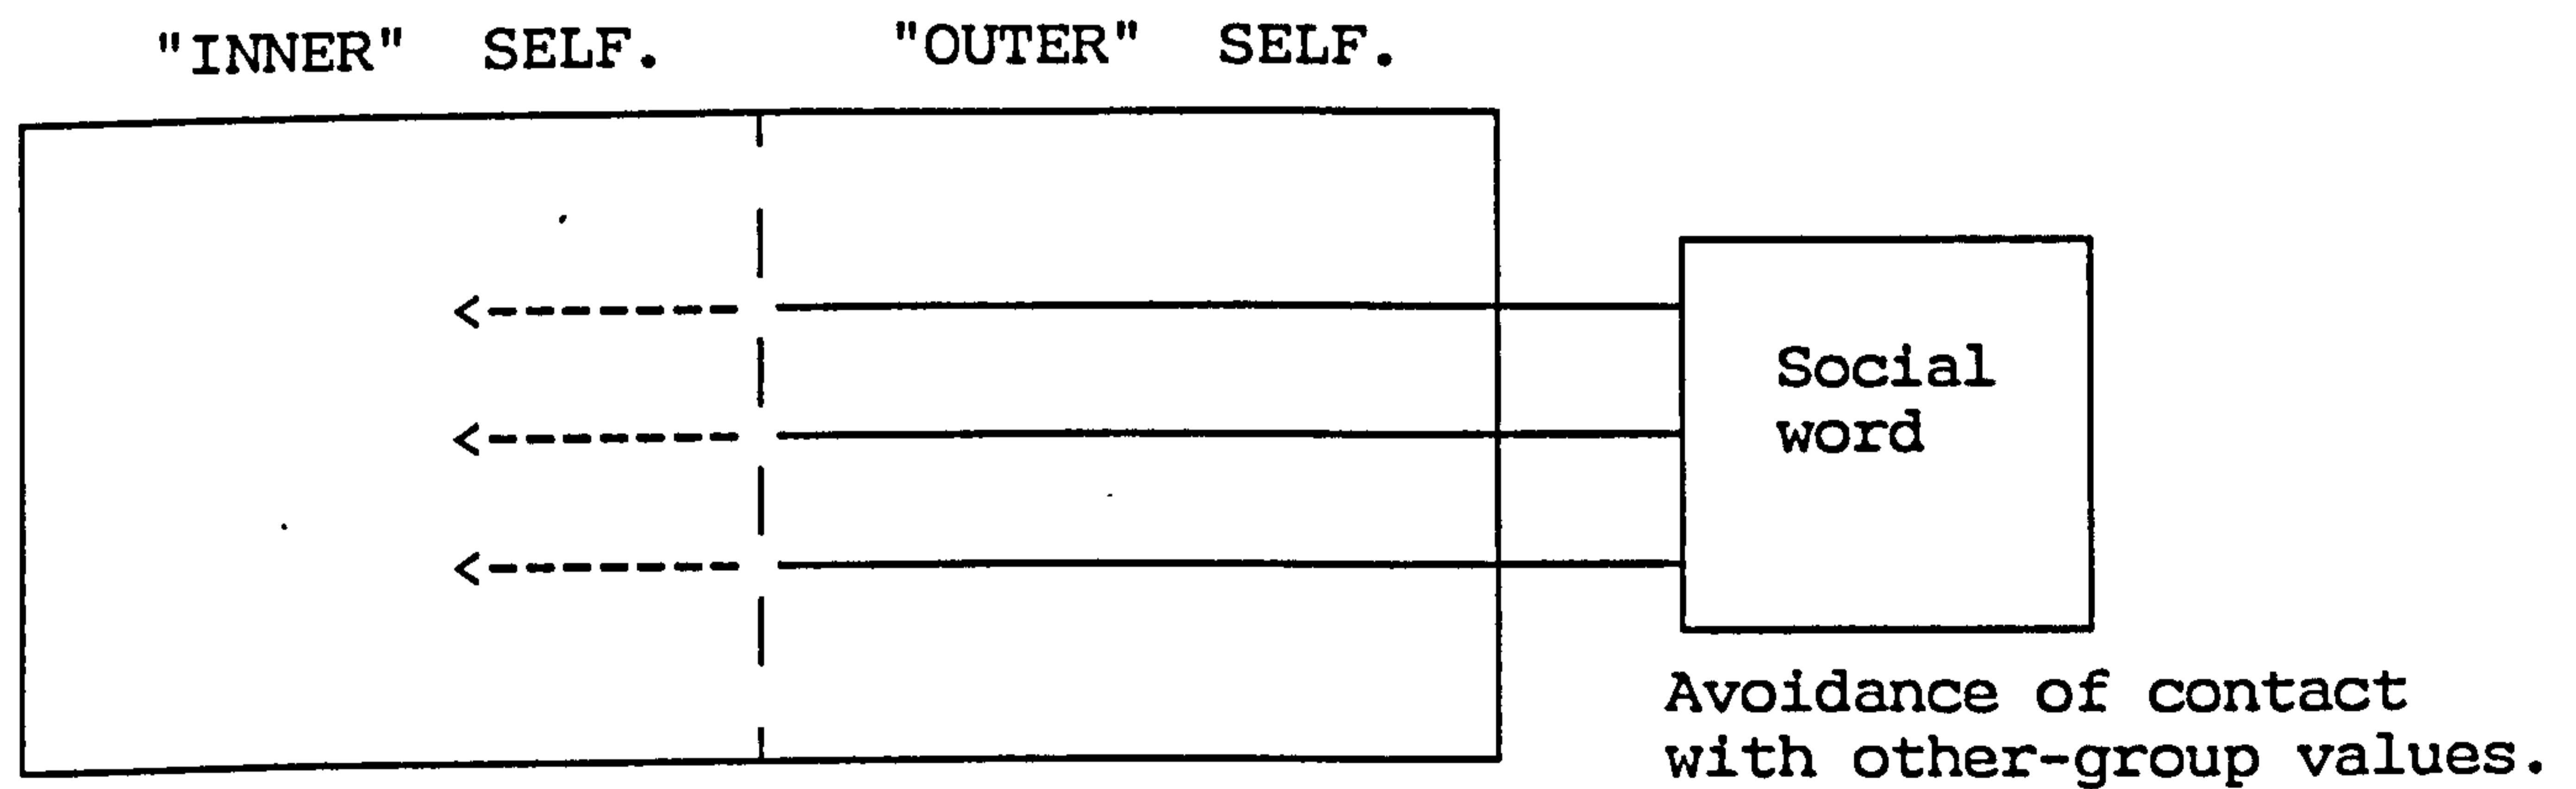 "INNER" SELF. "OUTER" SELF.
Social
word
Avoidance of contact
with other-group values.